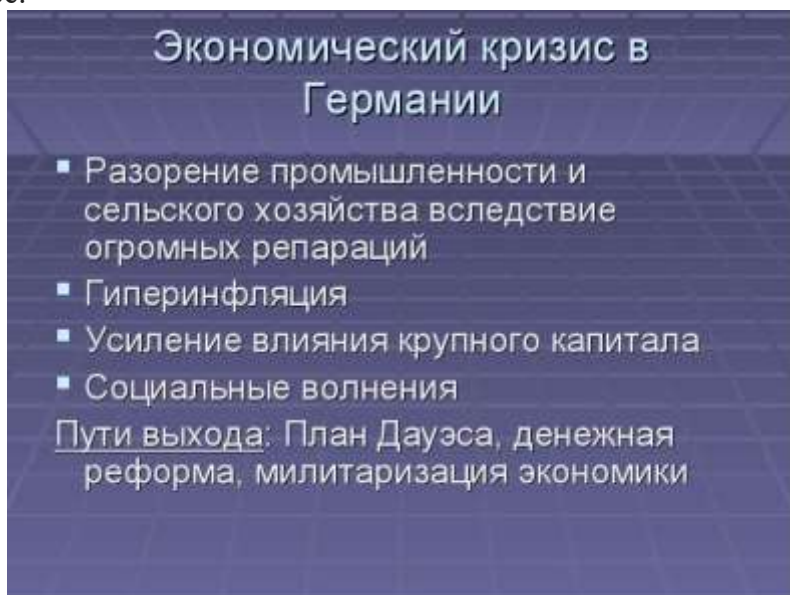 Экономический кризис в
Германии
Разорение промышленности и
сельского хозяйства вследствие
огромных репараций
Гиперинфляция
Усиление влияния крупного капитала
Социальные волнения
Пути выхода: План Дауэса, денежная
реформа, милитаризация экономики